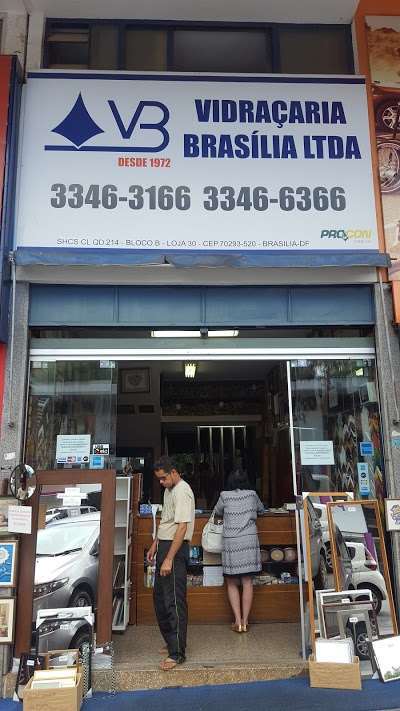 VB
DESDE 1972
VIDRAÇARIA
BRASÍLIA LTDA
3346-3166 3346-6366
SHCS CL QD.214 - BLOCO B - LOJA 30 - CEP.70293-520 - BRASILIA-DF
PROCON